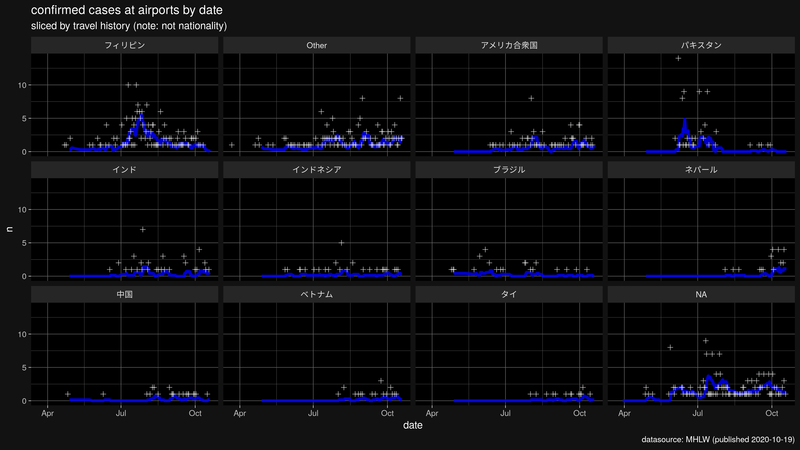 confirmed cases at airports by date
sliced by travel history (note: not nationality)
フィリピン Other アメリカ合衆国 パキスタン
10
5
0
インド インドネシア ブラジル ネパール
10
5
0
n
中国 ベトナム タイ NA
10
5
0
Apr Jul Oct Apr Jul Oct Apr Jul Oct Apr Jul Oct
date
datasource: MHLW (published 2020-10-19)